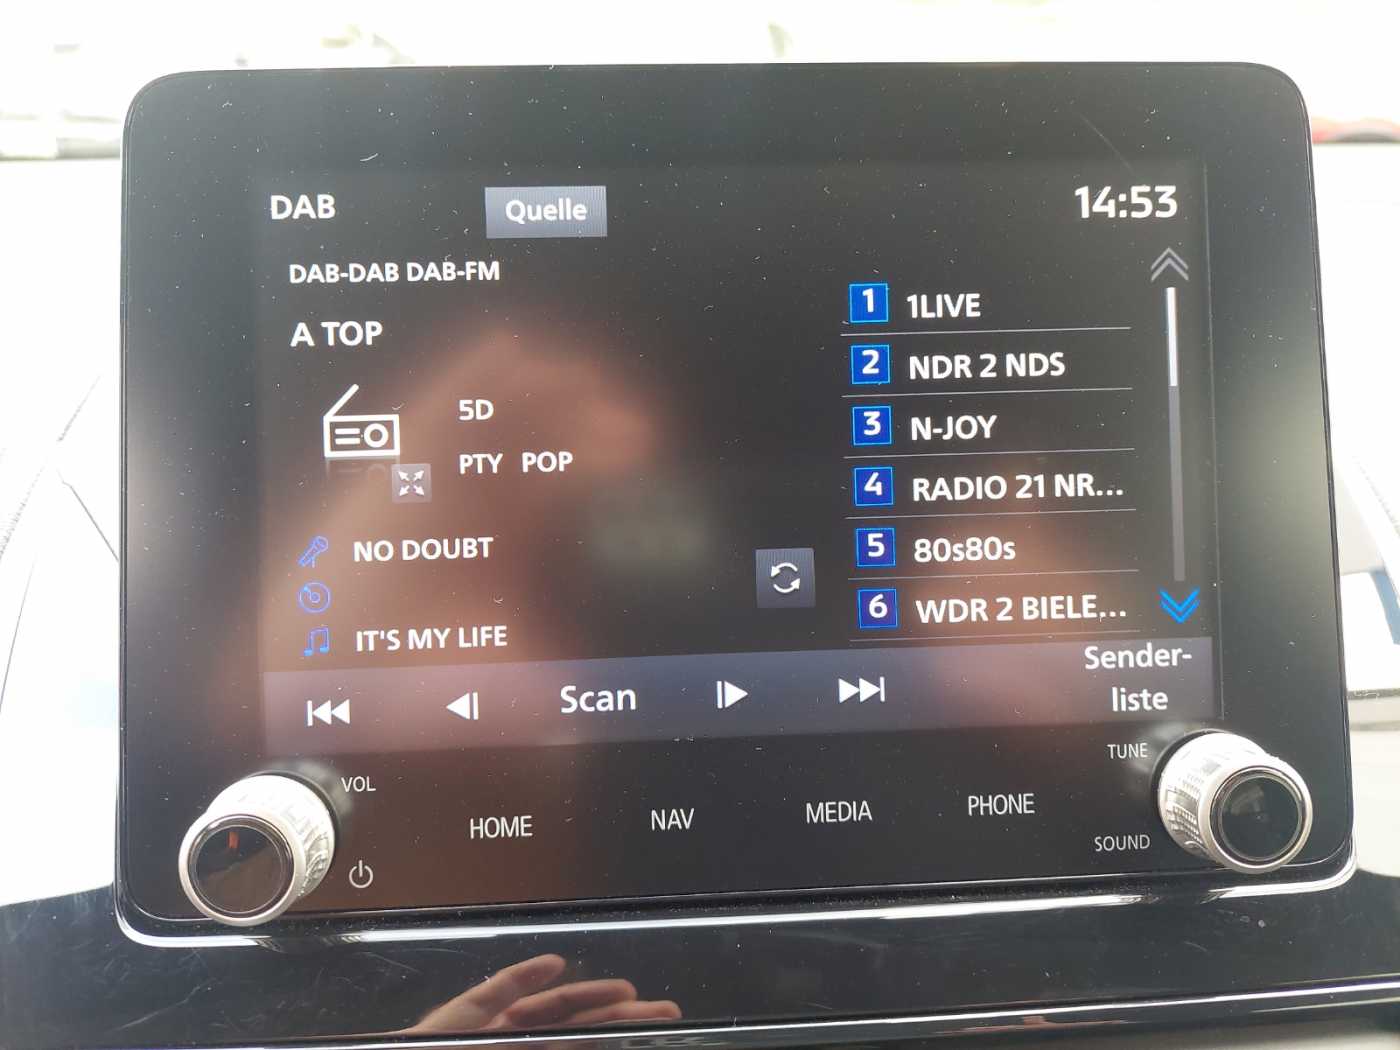 DAB
Quelle
14:53
DAB-DAB DAB-FM
A TOP
5D
PTY POP
NO DOUBT
IT'S MY LIFE
1 1LIVE
2 NDR 2 NDS
3 N-JOY
4 RADIO 21 NR...
5 80s80s
6 WDR 2 BIELE...
Scan
Sender-
liste
VOL
TUNE
HOME
NAV
MEDIA
PHONE
SOUND